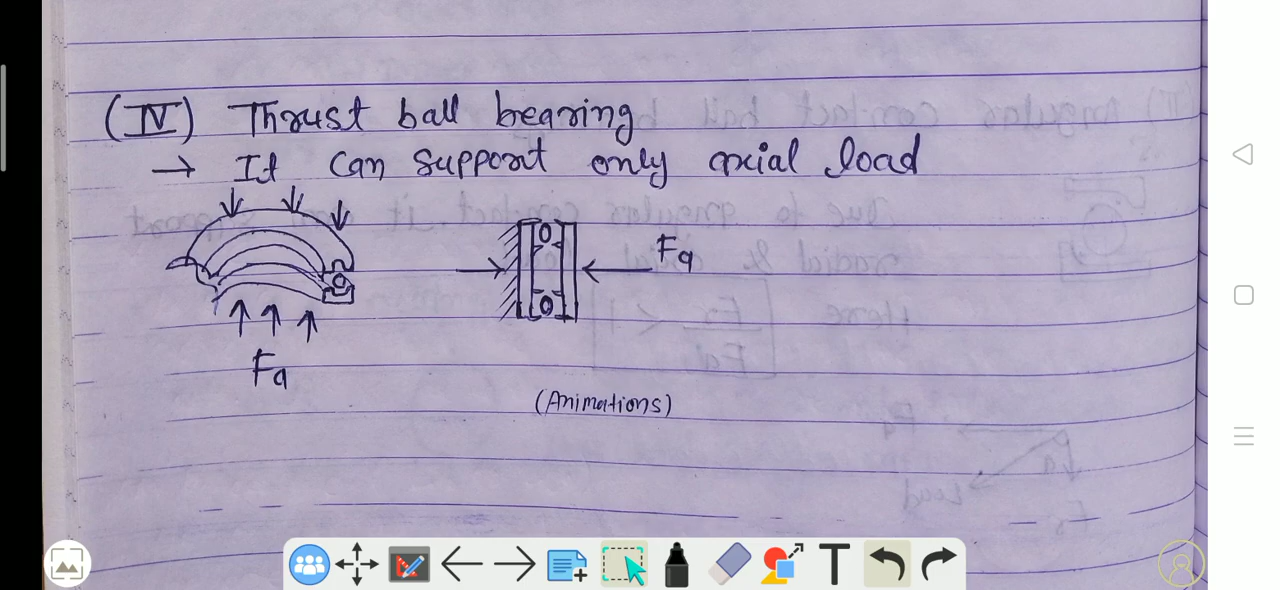 (IV) Thrust ball bearing
→ It can support only axial load
Fa
Fa
(Animations)
T